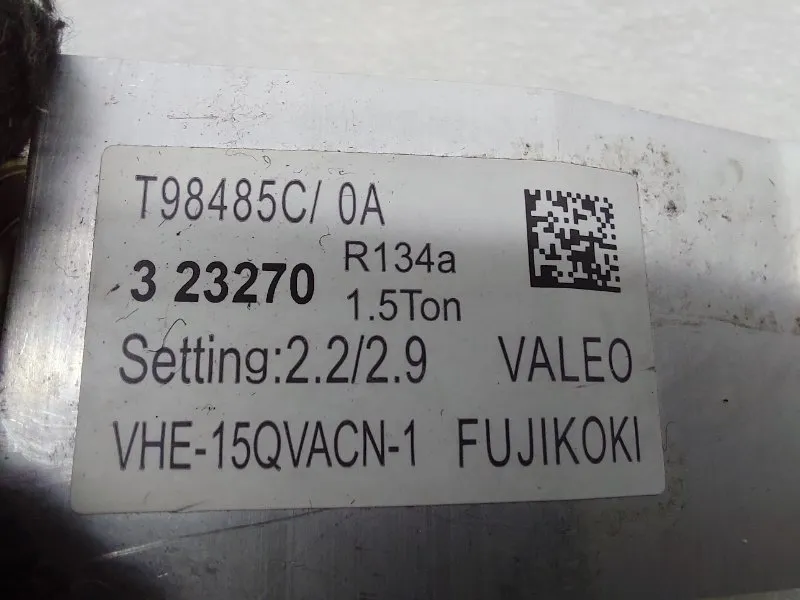 T98485C/ 0A
3 23270 R134a
1.5Ton
Setting:2.2/2.9 VALEO
VHE-15QVACN-1 FUJIKOKI